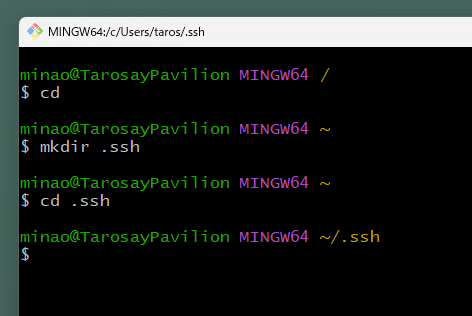 MINGW64:/c/Users/taros/.ssh
minao@TarosayPavilion MINGW64 /
$ cd
minao@TarosayPavilion MINGW64 ~
$ mkdir .ssh
minao@TarosayPavilion MINGW64 ~
$ cd .ssh
minao@TarosayPavilion MINGW64 ~/.ssh
$